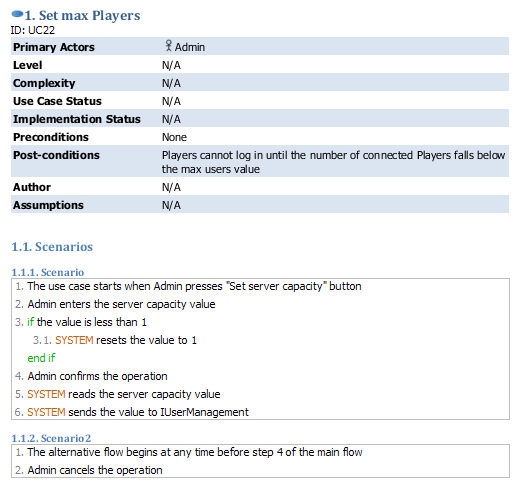 1. Set max Players
ID: UC22
Primary Actors Admin
Level N/A
Complexity N/A
Use Case Status N/A
Implementation Status N/A
Preconditions None
Post-conditions Players cannot log in until the number of connected Players falls below
the max users value
Author N/A
Assumptions N/A
1.1. Scenarios
1.1.1. Scenario
1. The use case starts when Admin presses "Set server capacity" button
2. Admin enters the server capacity value
3. if the value is less than 1
3.1. SYSTEM resets the value to 1
end if
4. Admin confirms the operation
5. SYSTEM reads the server capacity value
6. SYSTEM sends the value to IUserManagement
1.1.2. Scenario2
1. The alternative flow begins at any time before step 4 of the main flow
2. Admin cancels the operation